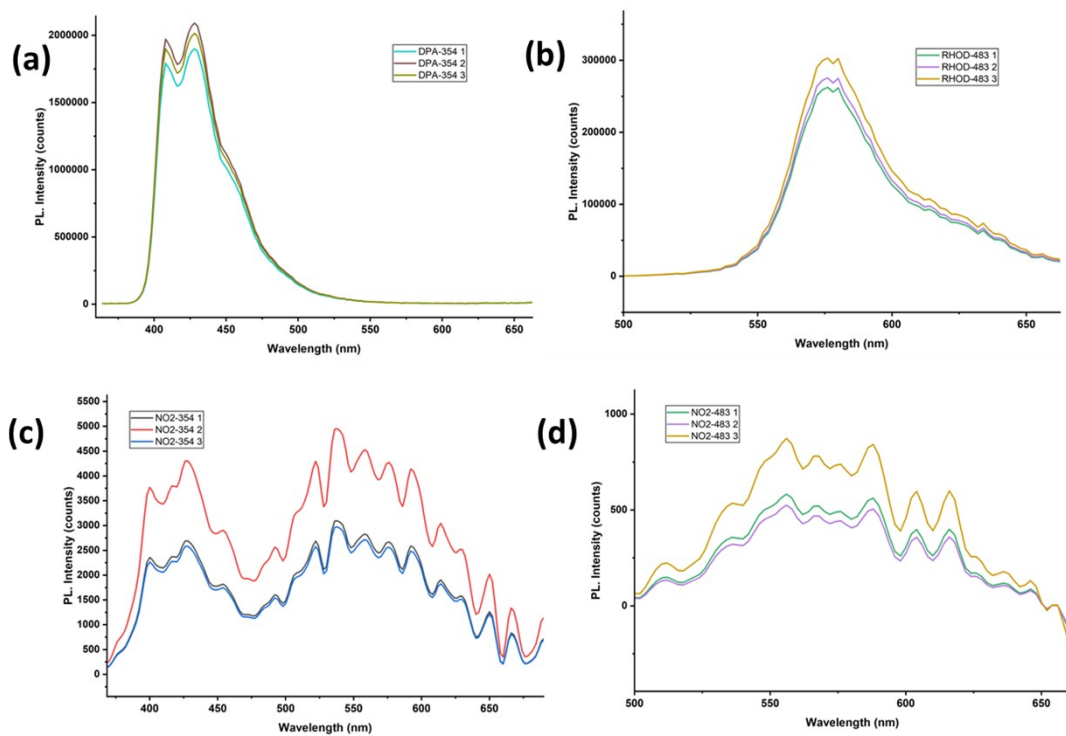 (a)
PL. Intensity (counts)
2000000
1500000
1000000
500000
0
400 450 500 550 600 650
Wavelength (nm)
DPA-354 1
DPA-354 2
DPA-354 3
(b)
PL. Intensity (counts)
300000
200000
100000
0
500 550 600 650
Wavelength (nm)
RHOD-483 1
RHOD-483 2
RHOD-483 3
(c)
PL. Intensity (counts)
5500
5000
4500
4000
3500
3000
2500
2000
1500
1000
500
0
400 450 500 550 600 650
Wavelength (nm)
NO2-354 1
NO2-354 2
NO2-354 3
(d)
PL. Intensity (counts)
1000
500
0
-500
500 550 600 650
Wavelength (nm)
NO2-483 1
NO2-483 2
NO2-483 3